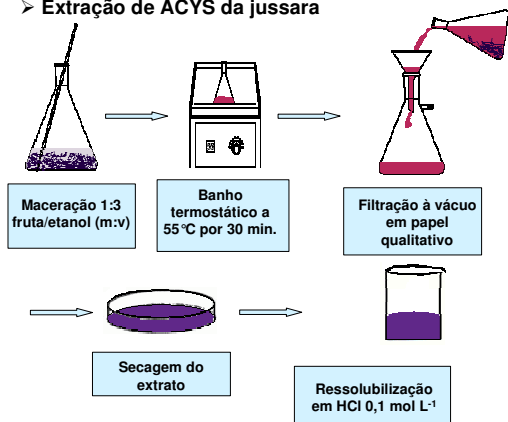 ➢ Extração de ACYS da jussara
Maceração 1:3
fruta/etanol (m:v)
Banho
termostático a
55°C por 30 min.
Filtração à vácuo
em papel
qualitativo
Secagem do
extrato
Ressolubilização
em HCl 0,1 mol L⁻¹